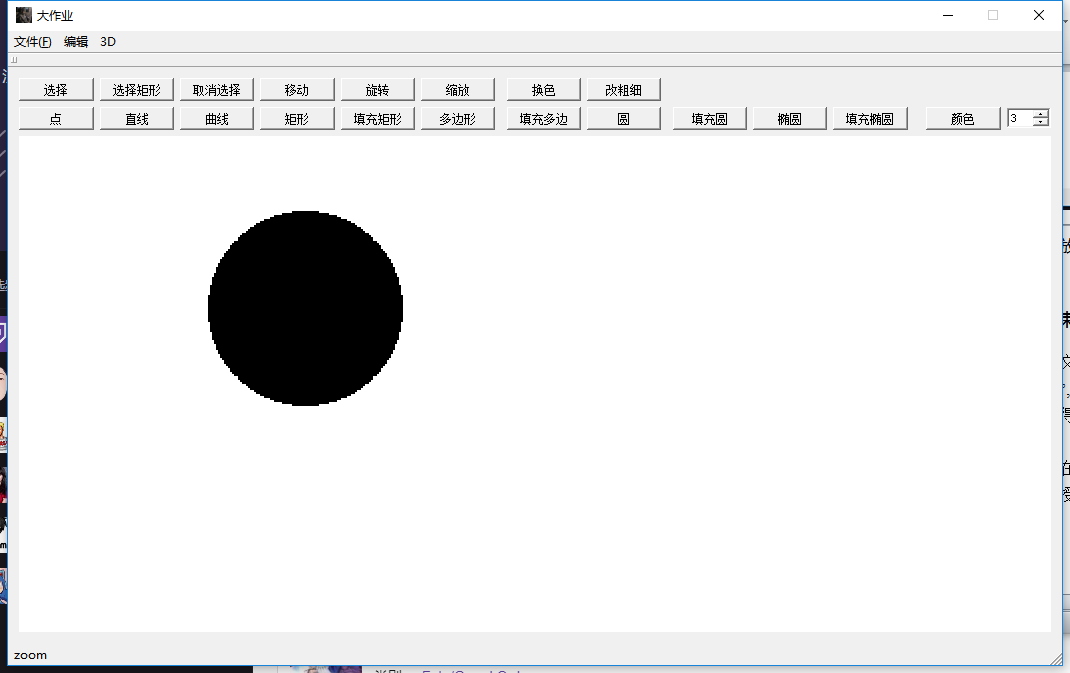 大作业
文件(F) 编辑 3D
选择 选择矩形 取消选择 移动 旋转 缩放 换色 改粗细
点 直线 曲线 矩形 填充矩形 多边形 填充多边 圆 填充圆 椭圆 填充椭圆 颜色 3
zoom